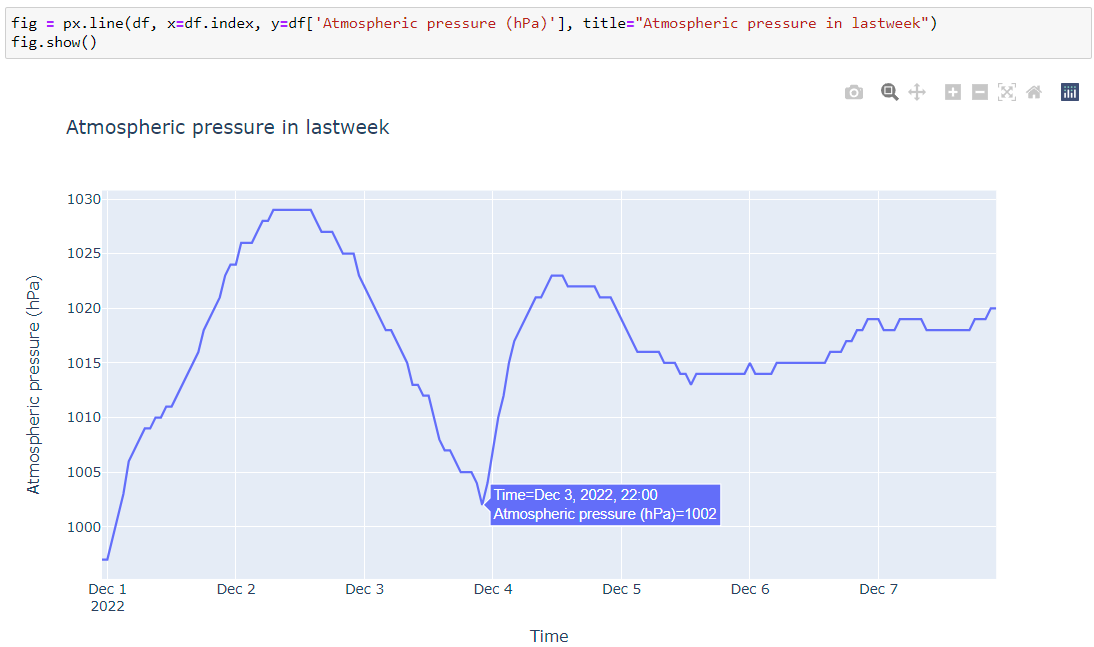 fig = px.line(df, x=df.index, y=df['Atmospheric pressure (hPa)'], title="Atmospheric pressure in lastweek")
fig.show()
Atmospheric pressure in lastweek
Atmospheric pressure (hPa)
1030
1025
1020
1015
1010
1005
1000
Time=Dec 3, 2022, 22:00
Atmospheric pressure (hPa)=1002
Dec 1 Dec 2 Dec 3 Dec 4 Dec 5 Dec 6 Dec 7
2022
Time